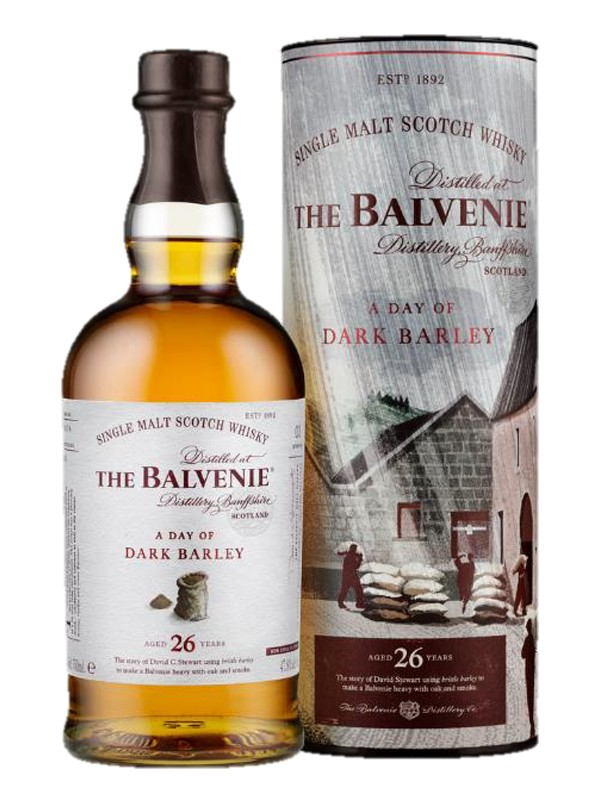 ESTD 1892
SINGLE MALT SCOTCH WHISKY
Distilled at
THE BALVENIE®
Distillery, Banffshire
SCOTLAND
A DAY OF
DARK BARLEY
AGED 26 YEARS
The story of David C. Stewart using bristle barley
to make a Balvenie heavy with oak and smoke.
700ml e
ESTD 1892
SINGLE MALT SCOTCH WHISKY
Distilled at
THE BALVENIE®
Distillery, Banffshire
SCOTLAND
A DAY OF
DARK BARLEY
AGED 26 YEARS
The story of David Stewart using bristle barley to
make a Balvenie heavy with oak and smoke.
The Balvenie Distillery Co.